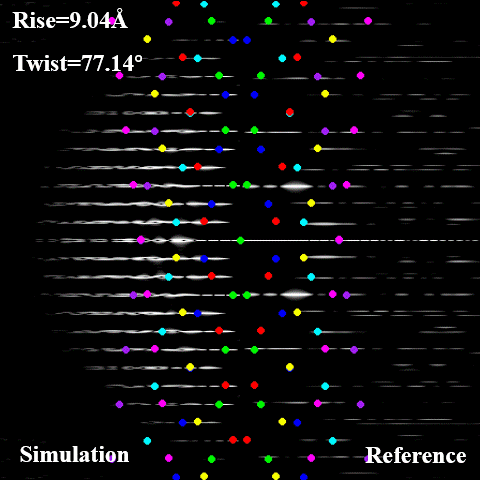 Rise=9.04Å
Twist=77.14°
Simulation
Reference